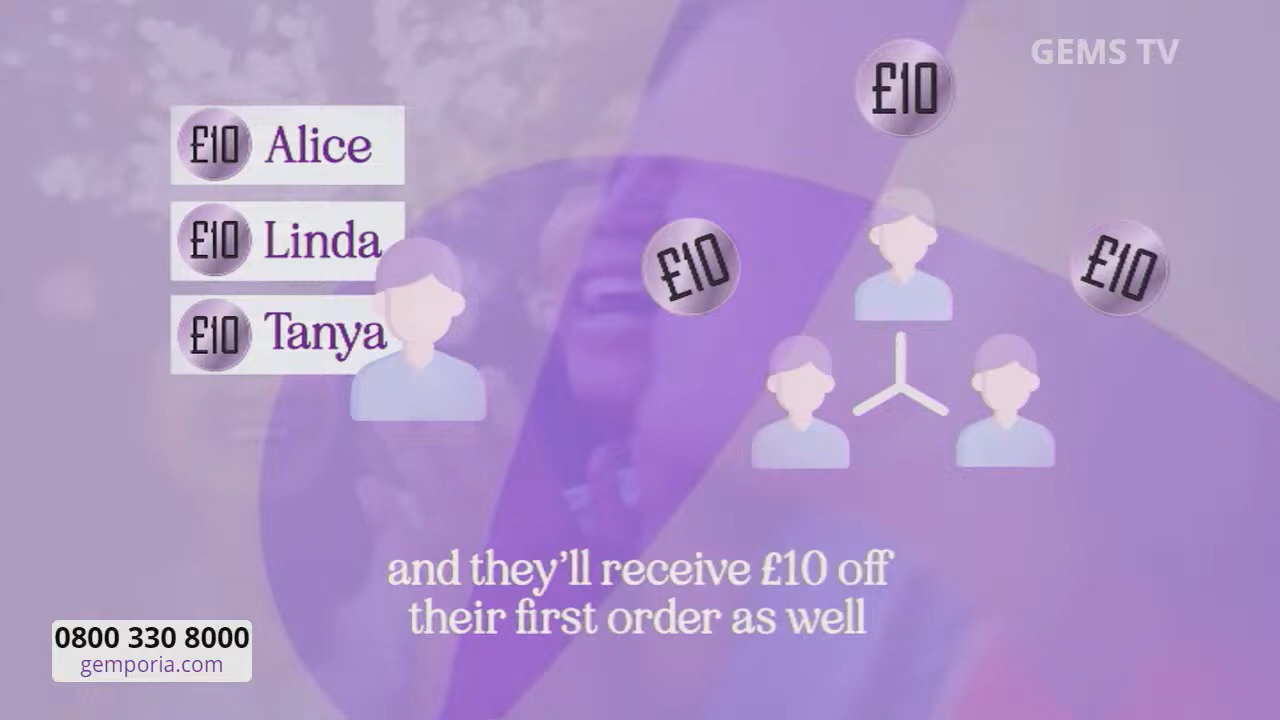 GEMS TV
£10
£10 Alice
£10 Linda
£10 Tanya
£10
£10
and they'll receive £10 off
their first order as well
0800 330 8000
gemporia.com